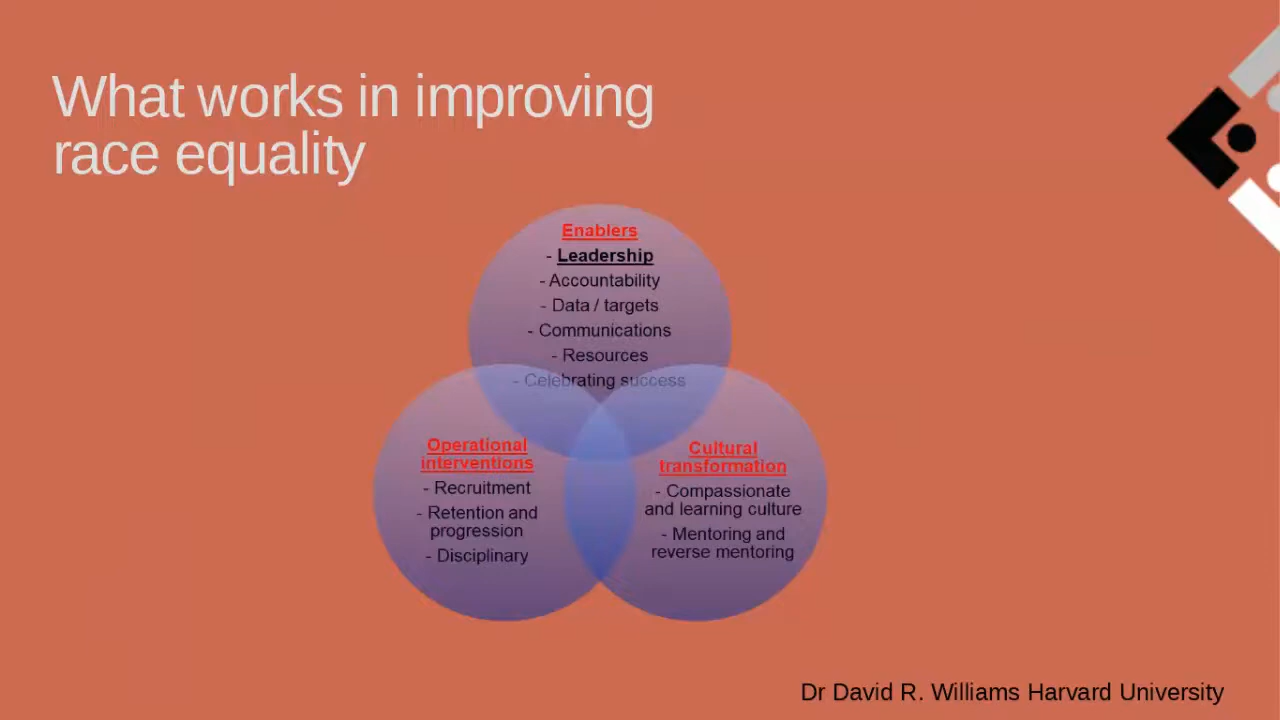 What works in improving
race equality
Enablers
- Leadership
- Accountability
- Data / targets
- Communications
- Resources
- Celebrating success
Operational
interventions
- Recruitment
- Retention and
progression
- Disciplinary
Cultural
transformation
- Compassionate
and learning culture
- Mentoring and
reverse mentoring
Dr David R. Williams Harvard University